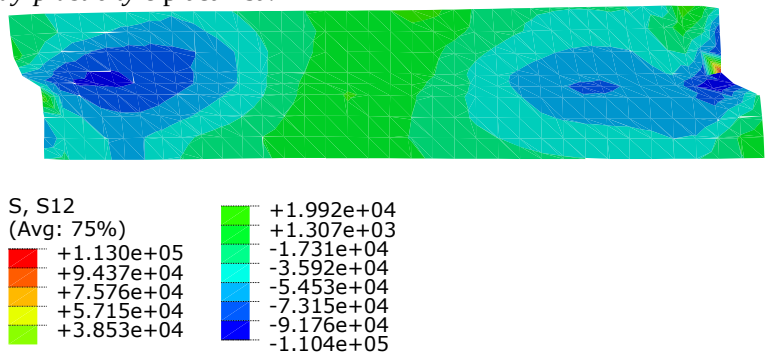 S, S12
(Avg: 75%)
+1.130e+05
+9.437e+04
+7.576e+04
+5.715e+04
+3.853e+04
+1.992e+04
+1.307e+03
-1.731e+04
-3.592e+04
-5.453e+04
-7.315e+04
-9.176e+04
-1.104e+05